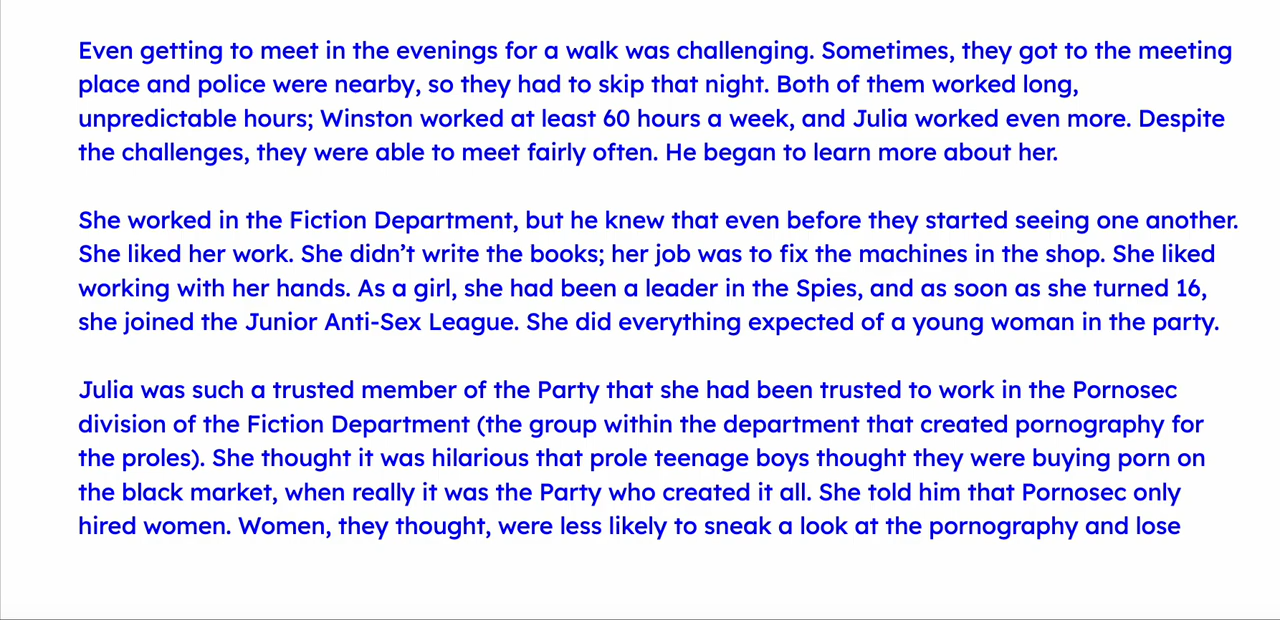 Even getting to meet in the evenings for a walk was challenging. Sometimes, they got to the meeting
place and police were nearby, so they had to skip that night. Both of them worked long,
unpredictable hours; Winston worked at least 60 hours a week, and Julia worked even more. Despite
the challenges, they were able to meet fairly often. He began to learn more about her.
She worked in the Fiction Department, but he knew that even before they started seeing one another.
She liked her work. She didn’t write the books; her job was to fix the machines in the shop. She liked
working with her hands. As a girl, she had been a leader in the Spies, and as soon as she turned 16,
she joined the Junior Anti-Sex League. She did everything expected of a young woman in the party.
Julia was such a trusted member of the Party that she had been trusted to work in the Pornosec
division of the Fiction Department (the group within the department that created pornography for
the proles). She thought it was hilarious that prole teenage boys thought they were buying porn on
the black market, when really it was the Party who created it all. She told him that Pornosec only
hired women. Women, they thought, were less likely to sneak a look at the pornography and lose